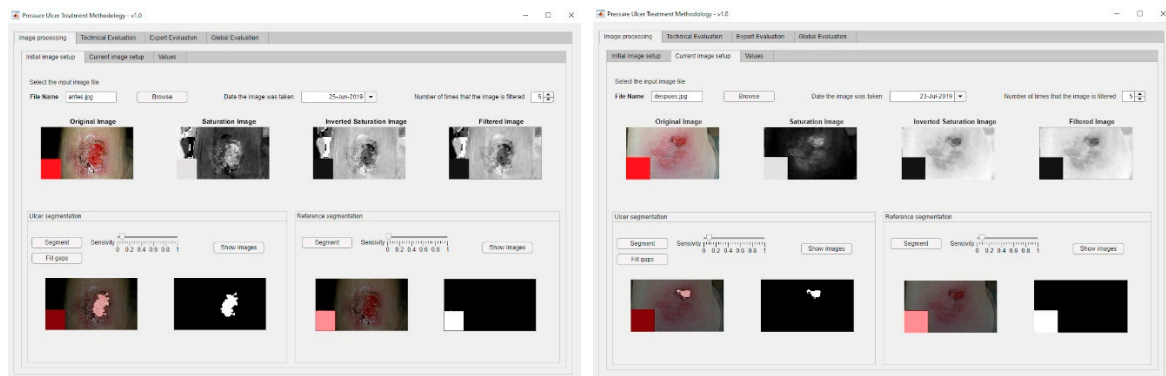 Pressure Ulcer Treatment Methodology - v1.0
Image processing Technical Evaluation Expert Evaluation Global Evaluation
Initial image setup Current image setup Values
Select the input image file
File Name antes.jpg Browse Date the image was taken 25-Jun-2019 Number of times that the image is filtered 5
Original Image Saturation Image Inverted Saturation Image Filtered Image
Ulcer segmentation Reference segmentation
Segment Sensivity 0 0.2 0.4 0.6 0.8 1 Show images Segment Sensivity 0 0.2 0.4 0.6 0.8 1 Show images
Fill gaps
Pressure Ulcer Treatment Methodology - v1.0
Image processing Technical Evaluation Expert Evaluation Global Evaluation
Initial image setup Current image setup Values
Select the input image file
File Name despues.jpg Browse Date the image was taken 23-Jul-2019 Number of times that the image is filtered 5
Original Image Saturation Image Inverted Saturation Image Filtered Image
Ulcer segmentation Reference segmentation
Segment Sensivity 0 0.2 0.4 0.6 0.8 1 Show images Segment Sensivity 0 0.2 0.4 0.6 0.8 1 Show images
Fill gaps